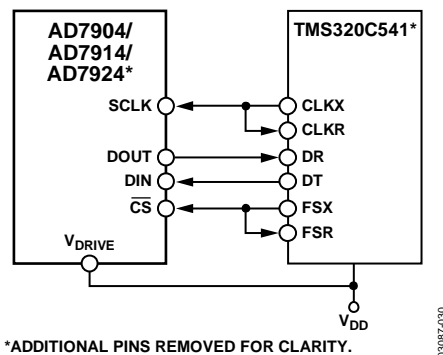 AD7904/
AD7914/
AD7924*
TMS320C541*
SCLK
CLKX
CLKR
DOUT
DR
DIN
DT
CS
FSX
FSR
VDRIVE
VDD
*ADDITIONAL PINS REMOVED FOR CLARITY.